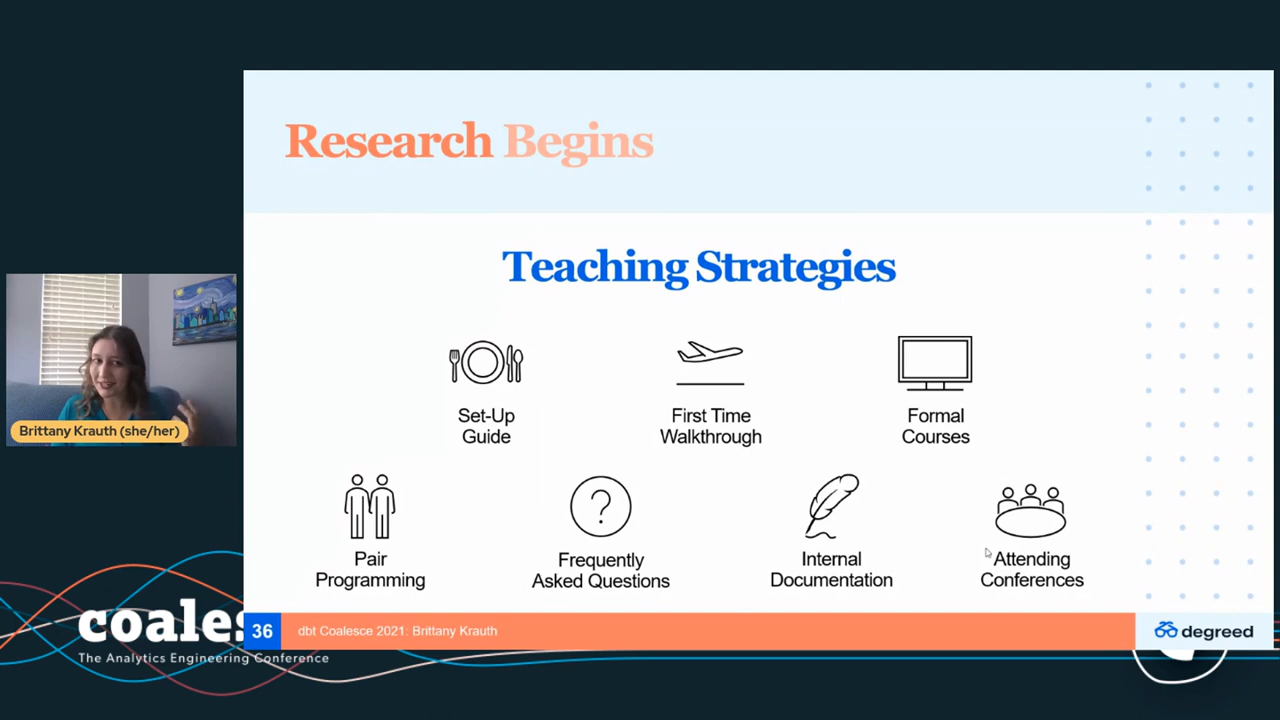 Research Begins
Teaching Strategies
Set-Up
Guide
First Time
Walkthrough
Formal
Courses
?
Pair
Programming
Frequently
Asked Questions
Internal
Documentation
Attending
Conferences
Brittany Krauth (she/her)
36
dbt Coalesce 2021: Brittany Krauth
degreed
coales
The Analytics Engineering Conference